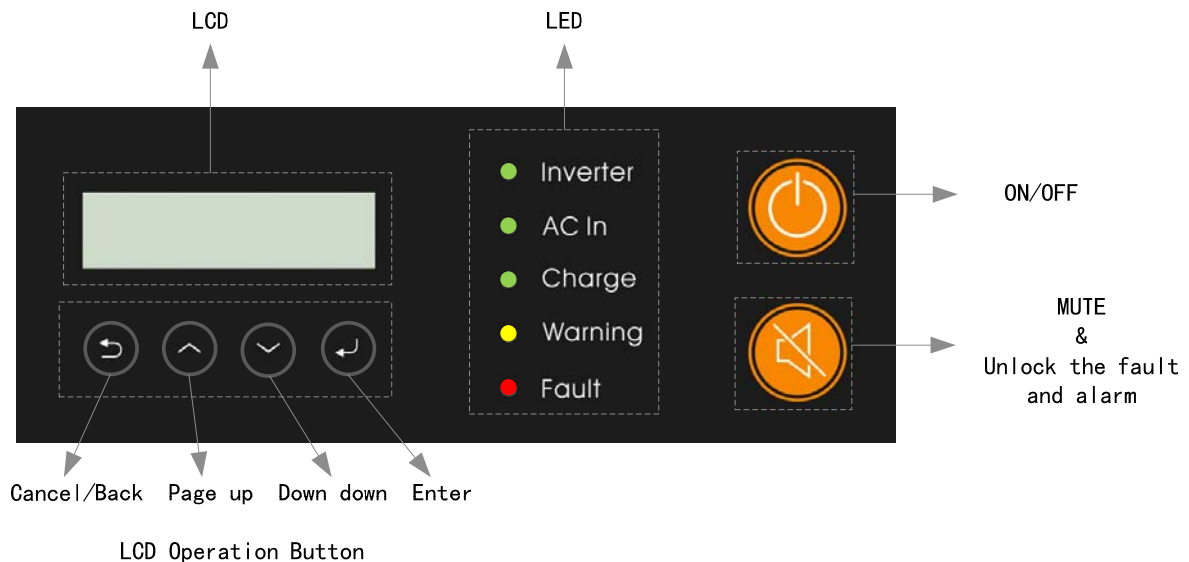 LCD
LED
Inverter
AC In
Charge
Warning
Fault
ON/OFF
MUTE
&
Unlock the fault
and alarm
Cancel/Back Page up Down down Enter
LCD Operation Button